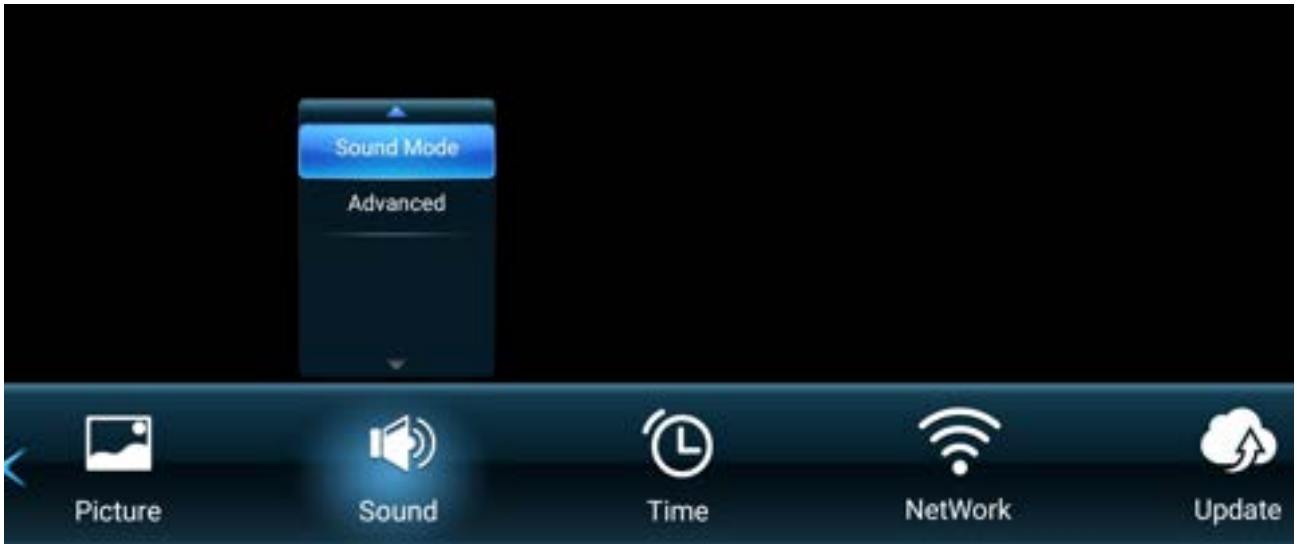 Sound Mode
Advanced
Picture
Sound
Time
NetWork
Update